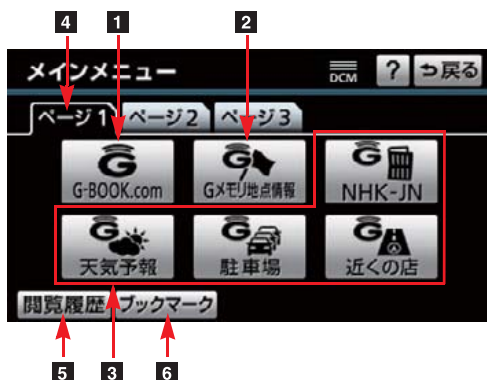 4 1 2
メインメニュー DCM ? 戻る
ページ1 ページ2 ページ3
G G G
G-BOOK.com Gメモリ地点情報 NHK-JN
G G G
天気予報 駐車場 近くの店
閲覧履歴 ブックマーク
5 3 6